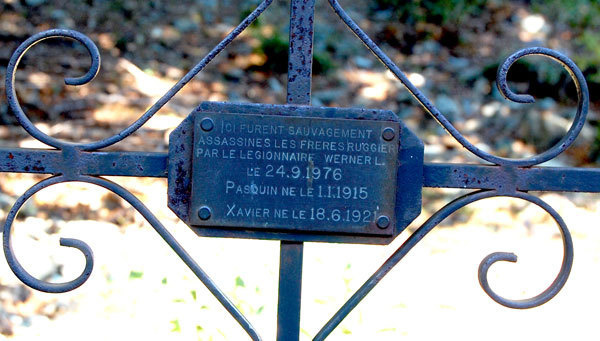 ICI FURENT SAUVAGEMENT
ASSASSINES LES FRERES RUGGIERI
PAR LE LEGIONNAIRE WERNER L.
LE 24.9.1976
PASQUIN NE LE 1.1.1915
XAVIER NE LE 18.6.1921